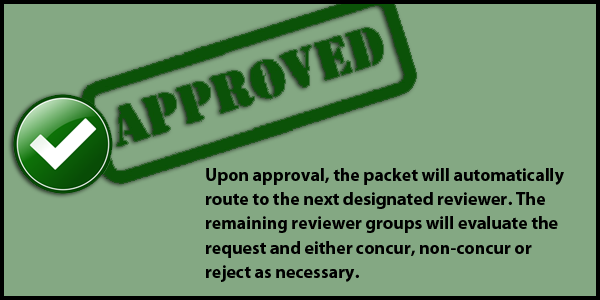 APPROVED
Upon approval, the packet will automatically
route to the next designated reviewer. The
remaining reviewer groups will evaluate the
request and either concur, non-concur or
reject as necessary.